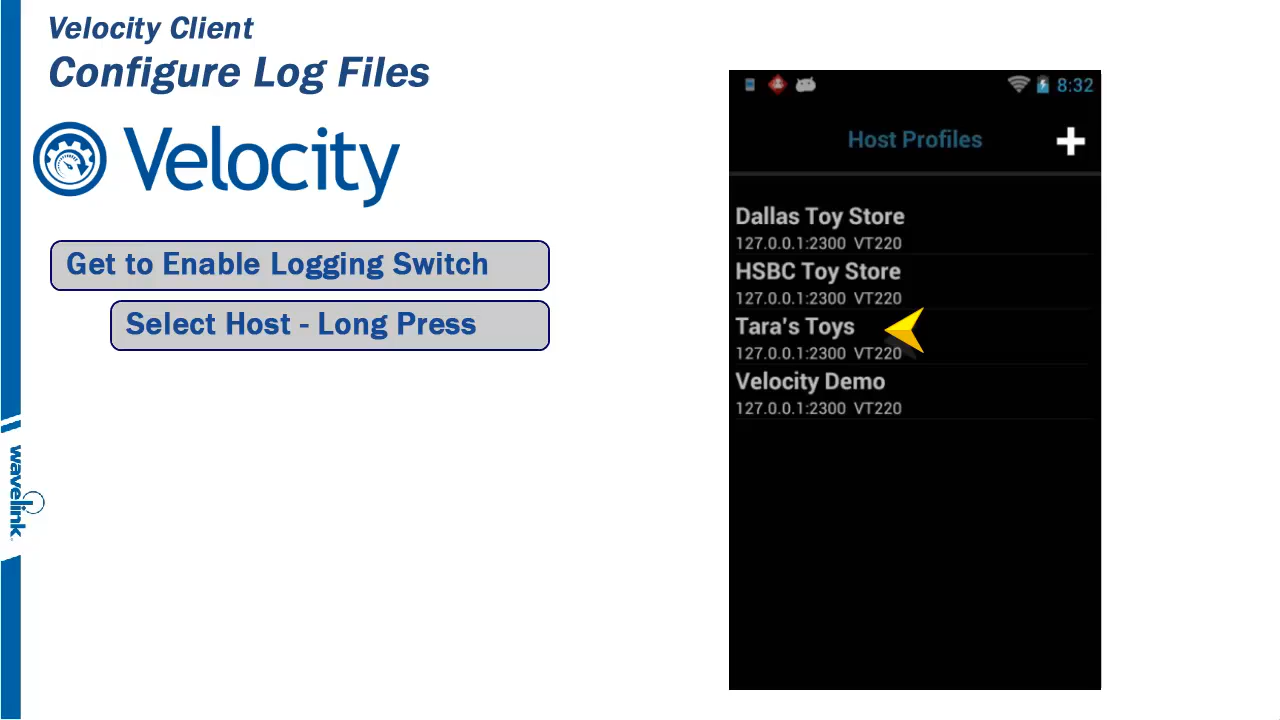 Velocity Client
Configure Log Files
Velocity
Get to Enable Logging Switch
Select Host - Long Press
wavelink
8:32
Host Profiles
Dallas Toy Store
127.0.0.1:2300 VT220
HSBC Toy Store
127.0.0.1:2300 VT220
Tara's Toys
127.0.0.1:2300 VT220
Velocity Demo
127.0.0.1:2300 VT220